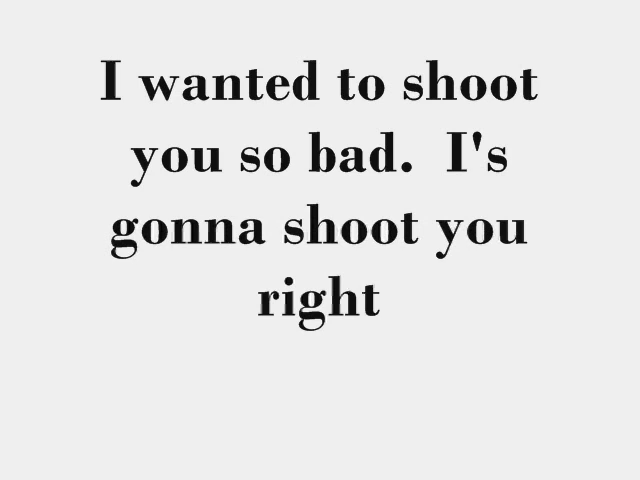 I wanted to shoot
you so bad.  I's
gonna shoot you
right